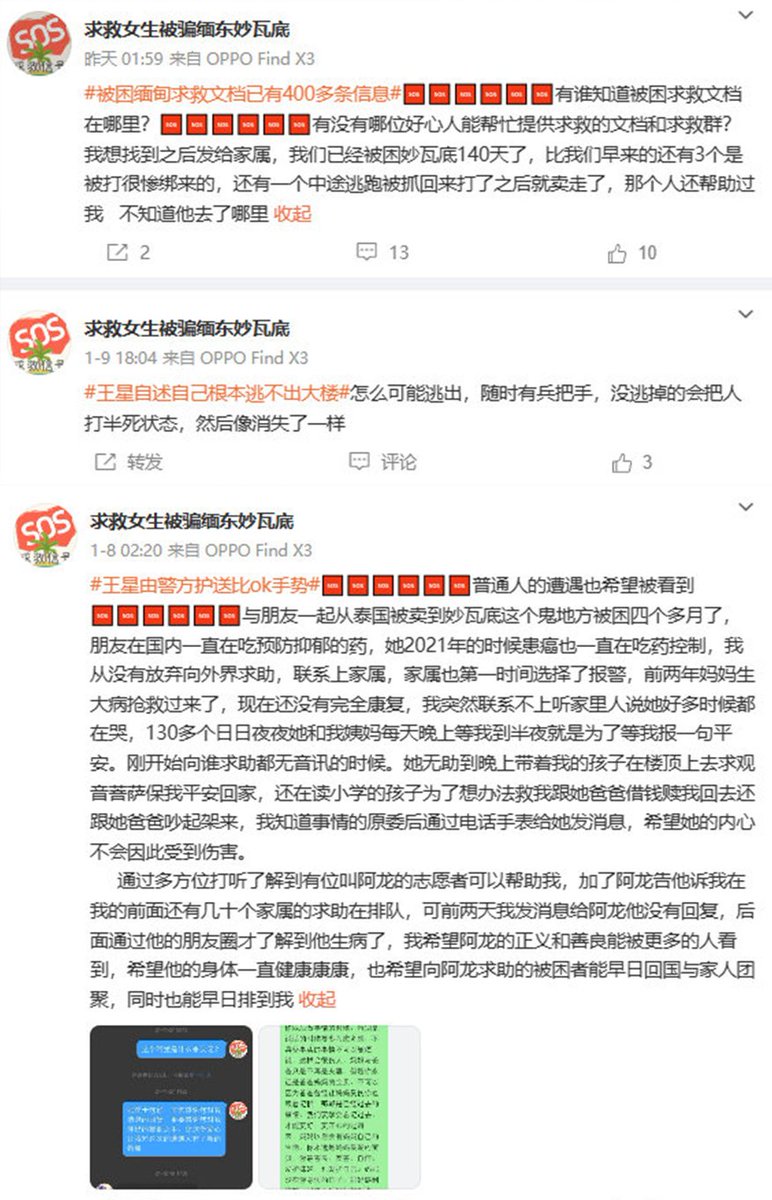 SOS
求救女生被骗缅东妙瓦底
昨天 01:59 来自 OPPO Find X3
#被困缅甸求救文档已有400多条信息#🆘🆘🆘🆘🆘🆘有谁知道被困求救文档
在哪里？🆘🆘🆘🆘🆘🆘有没有哪位好心人能帮忙提供求救的文档和求救群？
我想找到之后发给家属，我们已经被困妙瓦底140天了，比我们早来的还有3个是
被打很惨绑来的，还有一个中途逃跑被抓回来打了之后就卖走了，那个人还帮助过
我 不知道他去了哪里 收起
2 13 10
SOS
求救女生被骗缅东妙瓦底
1-9 18:04 来自 OPPO Find X3
#王星自述自己根本逃不出大楼#怎么可能逃出，随时有兵把手，没逃掉的会把人
打半死状态，然后像消失了一样
转发 评论 3
SOS
求救女生被骗缅东妙瓦底
1-8 02:20 来自 OPPO Find X3
#王星由警方护送比ok手势#🆘🆘🆘🆘🆘🆘普通人的遭遇也希望被看到
🆘🆘🆘🆘🆘🆘与朋友一起从泰国被卖到妙瓦底这个鬼地方被困四个多月了，
朋友在国内一直在吃预防抑郁的药，她2021年的时候患癌也一直在吃药控制，我
从没有放弃向外界求助，联系上家属，家属也第一时间选择了报警，前两年妈妈生
大病抢救过来了，现在还没有完全康复，我突然联系不上听家里人说她好多时候都
在哭，130多个日日夜夜她和我姨妈每天晚上等我到半夜就是为了等我报一句平
安。刚开始向谁求助都无音讯的时候。她无助到晚上带着我的孩子在楼顶上去求观
音菩萨保我平安回家，还在读小学的孩子为了想办法救我跟她爸爸借钱赎我回去还
跟她爸爸吵起架来，我知道事情的原委后通过电话手表给她发消息，希望她的内心
不会因此受到伤害。
通过多方位打听了解到有位叫阿龙的志愿者可以帮助我，加了阿龙告他诉我在
我的前面还有几十个家属的求助在排队，可前两天我发消息给阿龙他没有回复，后
面通过他的朋友圈才了解到他生病了，我希望阿龙的正义和善良能被更多的人看
到，希望他的身体一直健康康康，也希望向阿龙求助的被困者能早日回国与家人团
聚，同时也能早日排到我 收起